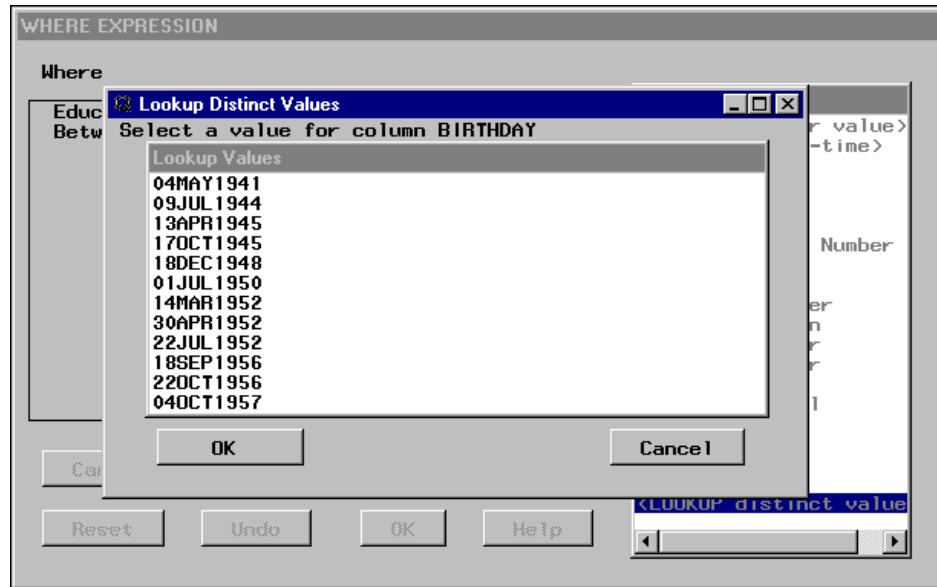 WHERE EXPRESSION
Where
Educ
Betw
Lookup Distinct Values
Select a value for column BIRTHDAY
Lookup Values
04MAY1941
09JUL1944
13APR1945
17OCT1945
18DEC1948
01JUL1950
14MAR1952
30APR1952
22JUL1952
18SEP1956
22OCT1956
04OCT1957
OK
Cancel
r value>
-time>
Number
er
n
r
r
l
<LOOKUP distinct value
Reset
Undo
OK
Help